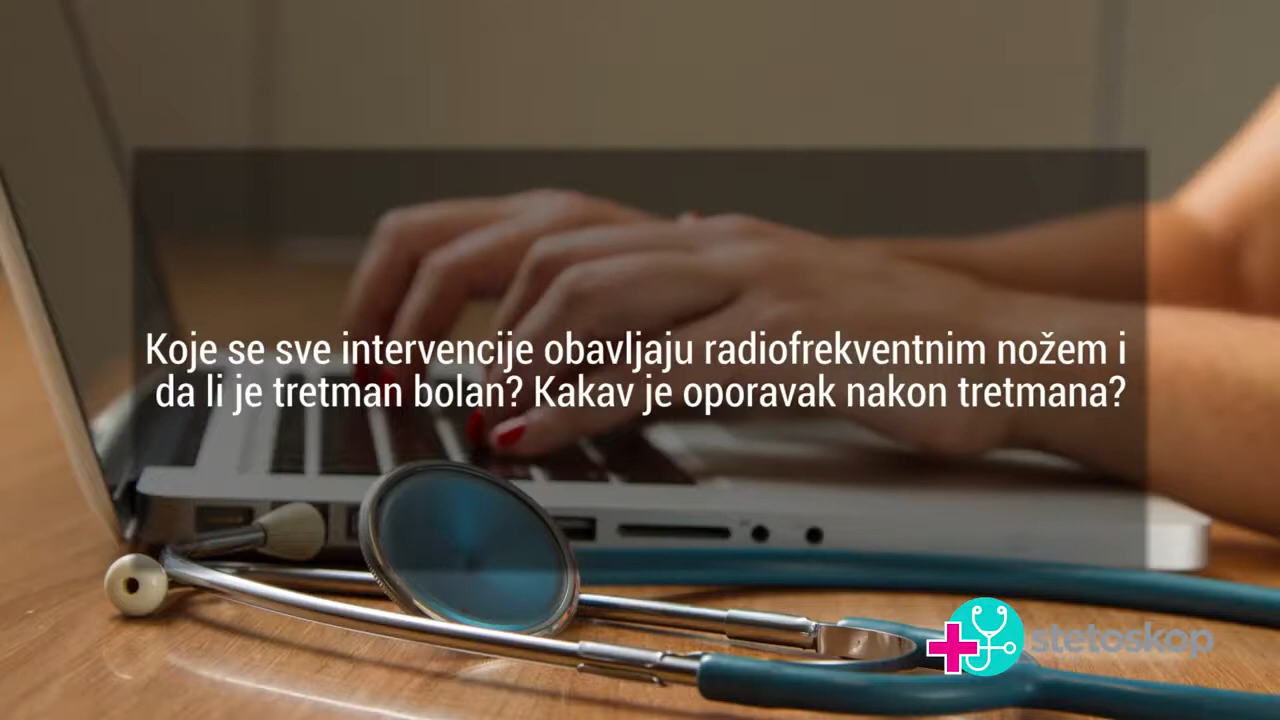 Koje se sve intervencije obavljaju radiofrekventnim nožem i
da li je tretman bolan? Kakav je oporavak nakon tretmana?
stetoskop